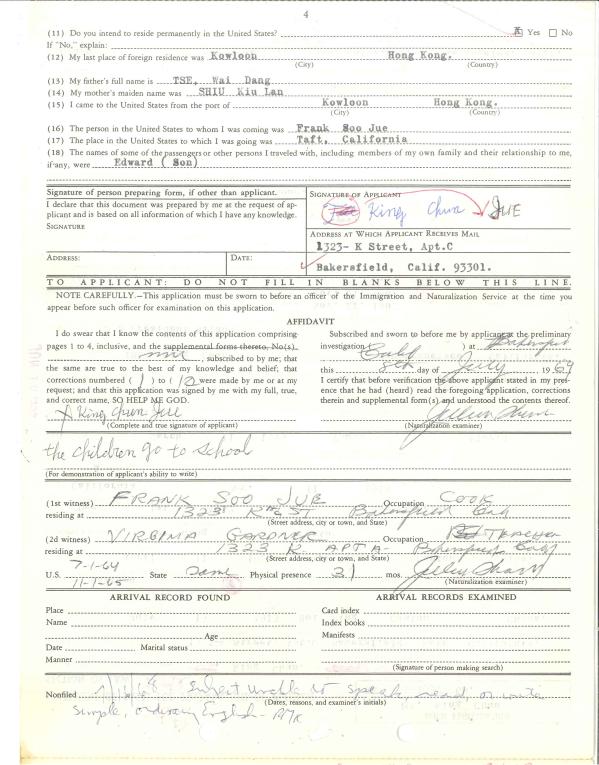 4
(11) Do you intend to reside permanently in the United States? X Yes No
If "No," explain:
(12) My last place of foreign residence was Kowloon Hong Kong.
(City) (Country)
(13) My father's full name is TSE, Wai Dang
(14) My mother's maiden name was SHIU Kiu Lan
(15) I came to the United States from the port of Kowloon Hong Kong.
(City) (Country)
(16) The person in the United States to whom I was coming was Frank Soo Jue
(17) The place in the United States to which I was going was Taft, California
(18) The names of some of the passengers or other persons I traveled with, including members of my own family and their relationship to me,
if any, were Edward ( Son)
Signature of person preparing form, if other than applicant.
I declare that this document was prepared by me at the request of ap-
plicant and is based on all information of which I have any knowledge.
SIGNATURE
SIGNATURE OF APPLICANT
King Chun JUE
ADDRESS AT WHICH APPLICANT RECEIVES MAIL
1323- K Street, Apt.C
ADDRESS: DATE:
Bakersfield, Calif. 93301.
TO APPLICANT: DO NOT FILL IN BLANKS BELOW THIS LINE.
NOTE CAREFULLY.—This application must be sworn to before an officer of the Immigration and Naturalization Service at the time you
appear before such officer for examination on this application.
AFFIDAVIT
I do swear that I know the contents of this application comprising
pages 1 to 4, inclusive, and the supplemental forms thereto, No(s).
, subscribed to by me; that
the same are true to the best of my knowledge and belief; that
corrections numbered (1) to (10) were made by me or at my
request; and that this application was signed by me with my full, true,
and correct name, SO HELP ME GOD.
X King Chun Jue
(Complete and true signature of applicant)
Subscribed and sworn to before me by applicant at the preliminary
investigation ( ) at Bakersfield
Calif
this 8th day of July, 1969
I certify that before verification the above applicant stated in my pres-
ence that he had (heard) read the foregoing application, corrections
therein and supplemental form(s) and understood the contents thereof.
(Naturalization examiner)
the children go to school
(For demonstration of applicant's ability to write)
(1st witness) FRANK SOO JUE Occupation COOK
residing at 1323 ST Bakersfield Calif
(Street address, city or town, and State)
(2d witness) VIRGINIA GARDNER Occupation TEACHER
residing at 1323 K APT A- Bakersfield Calif
(Street address, city or town, and State)
7-1-64
U.S. 11-1-65 State Same Physical presence 31 mos.
(Naturalization examiner)
ARRIVAL RECORD FOUND
Place
Name
Age
Date Marital status
Manner
ARRIVAL RECORDS EXAMINED
Card index
Index books
Manifests
(Signature of person making search)
Nonfiled Subject unable to speak, read, or write
(Dates, reasons, and examiner's initials)
simple, ordinary English -